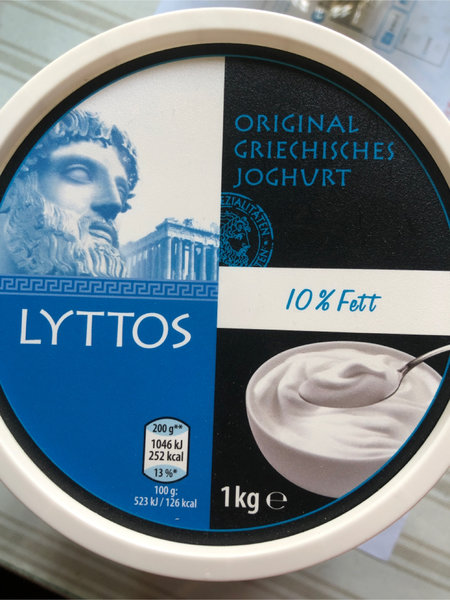 ORIGINAL
GRIECHISCHES
JOGHURT
10% Fett
LYTTOS
200 g**
1046 kJ
252 kcal
13 %*
100 g:
523 kJ / 126 kcal
1kg ℮